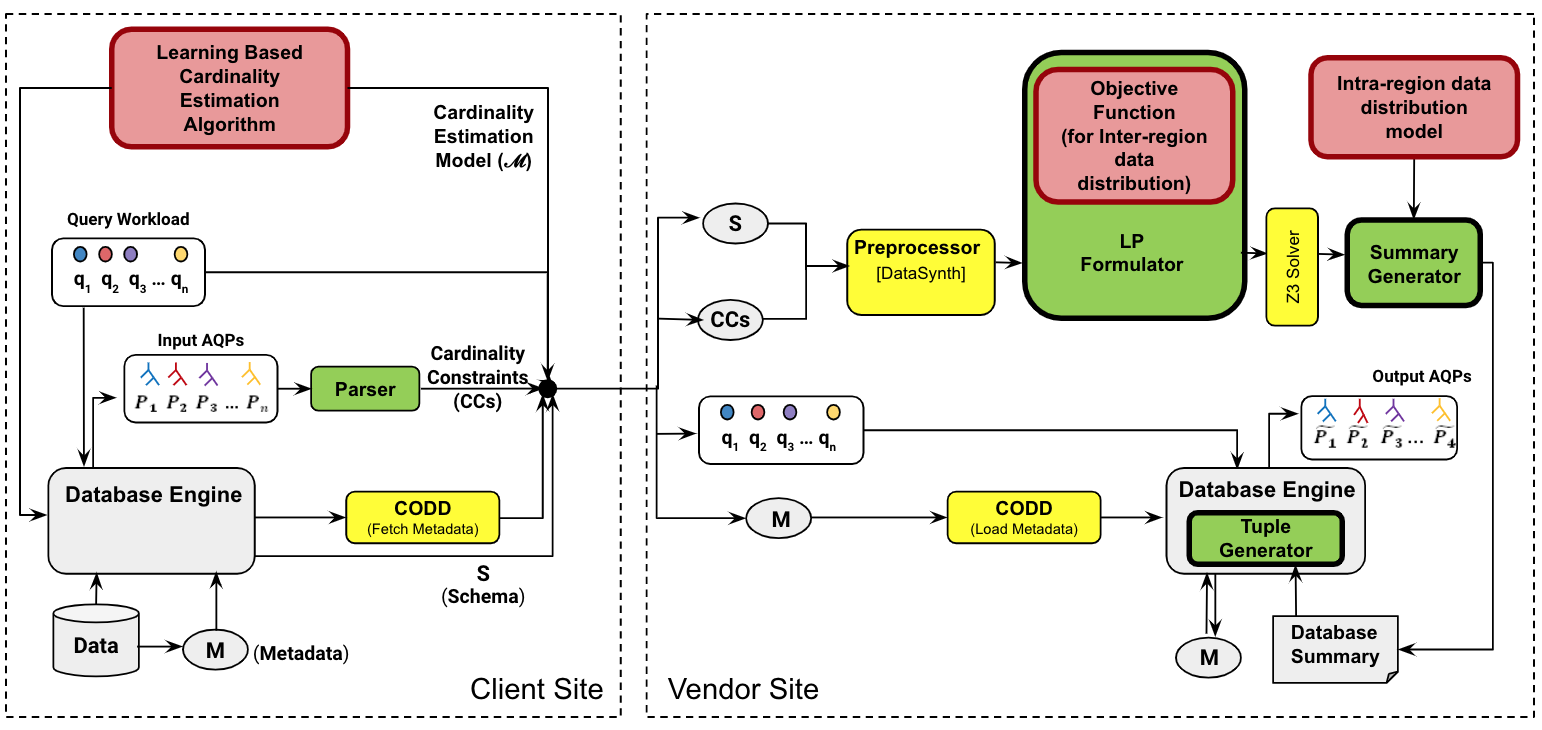 Learning Based
Cardinality
Estimation
Algorithm
Cardinality
Estimation
Model (ℳ)
Query Workload
q1 q2 q3 ... qn
Input AQPs
P1 P2 P3 ... Pn
Parser
Cardinality
Constraints
(CCs)
Database Engine
CODD
(Fetch Metadata)
S
(Schema)
Data
M
(Metadata)
Client Site
S
CCs
Preprocessor
[DataSynth]
Objective
Function
(for Inter-region
data
distribution)
LP
Formulator
Z3 Solver
Intra-region data
distribution
model
Summary
Generator
q1 q2 q3 ... qn
M
CODD
(Load Metadata)
Output AQPs
P̃1 P̃2 P̃3 ... P̃4
Database Engine
Tuple
Generator
M
Database
Summary
Vendor Site